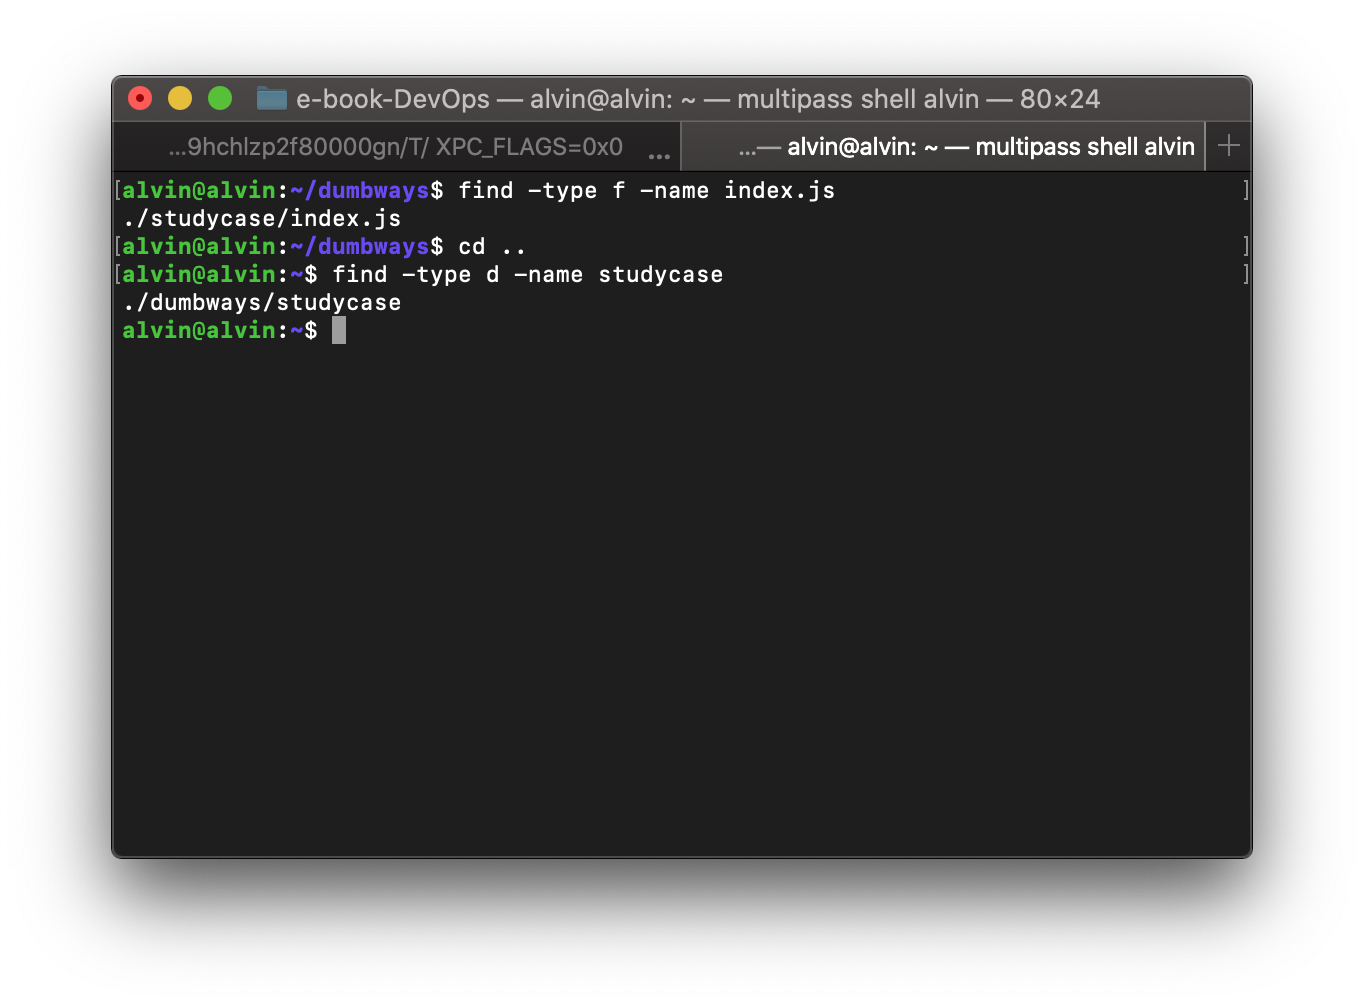 e-book-DevOps — alvin@alvin: ~ — multipass shell alvin — 80×24
...9hchlzp2f80000gn/T/ XPC_FLAGS=0x0 ...
...— alvin@alvin: ~ — multipass shell alvin +
[alvin@alvin:~/dumbways$ find -type f -name index.js ]
./studycase/index.js
[alvin@alvin:~/dumbways$ cd .. ]
[alvin@alvin:~$ find -type d -name studycase ]
./dumbways/studycase
alvin@alvin:~$